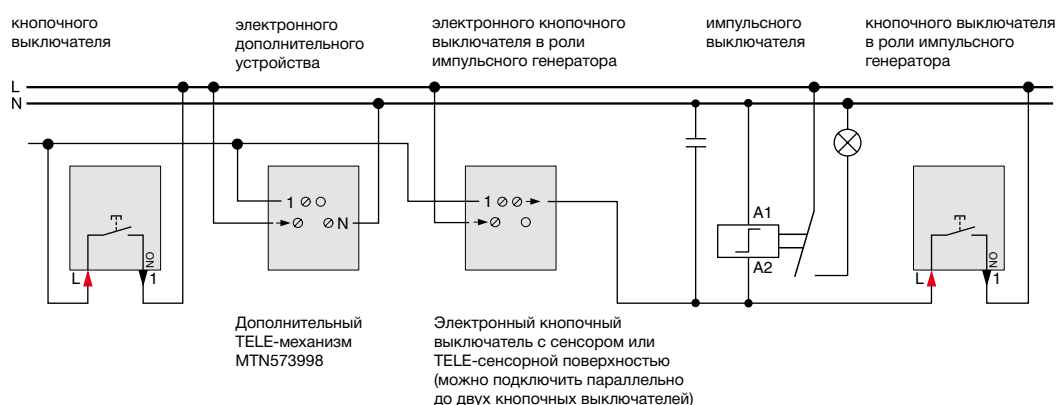 кнопочного
выключателя
электронного
дополнительного
устройства
электронного кнопочного
выключателя в роли
импульсного генератора
импульсного
выключателя
кнопочного выключателя
в роли импульсного
генератора
L
N
1
N
1
A1
A2
L
NO
1
L
NO
1
Дополнительный
TELE-механизм
MTN573998
Электронный кнопочный
выключатель с сенсором или
TELE-сенсорной поверхностью
(можно подключить параллельно
до двух кнопочных выключателей)